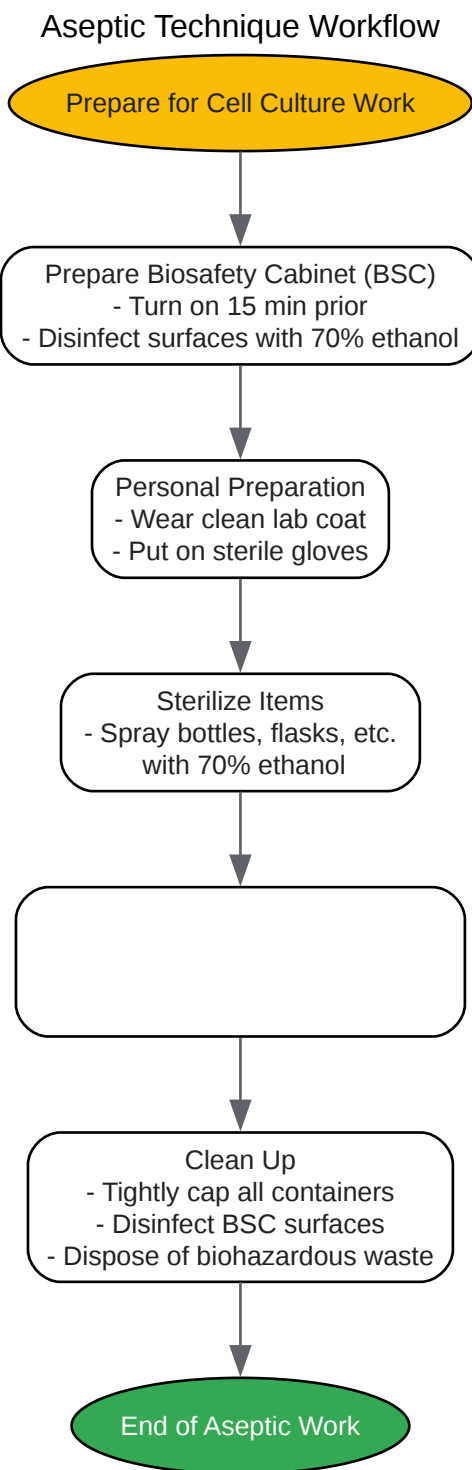 Aseptic Technique Workflow
Prepare for Cell Culture Work
Prepare Biosafety Cabinet (BSC)
- Turn on 15 min prior
- Disinfect surfaces with 70% ethanol
Personal Preparation
- Wear clean lab coat
- Put on sterile gloves
Sterilize Items
- Spray bottles, flasks, etc.
with 70% ethanol
Clean Up
- Tightly cap all containers
- Disinfect BSC surfaces
- Dispose of biohazardous waste
End of Aseptic Work